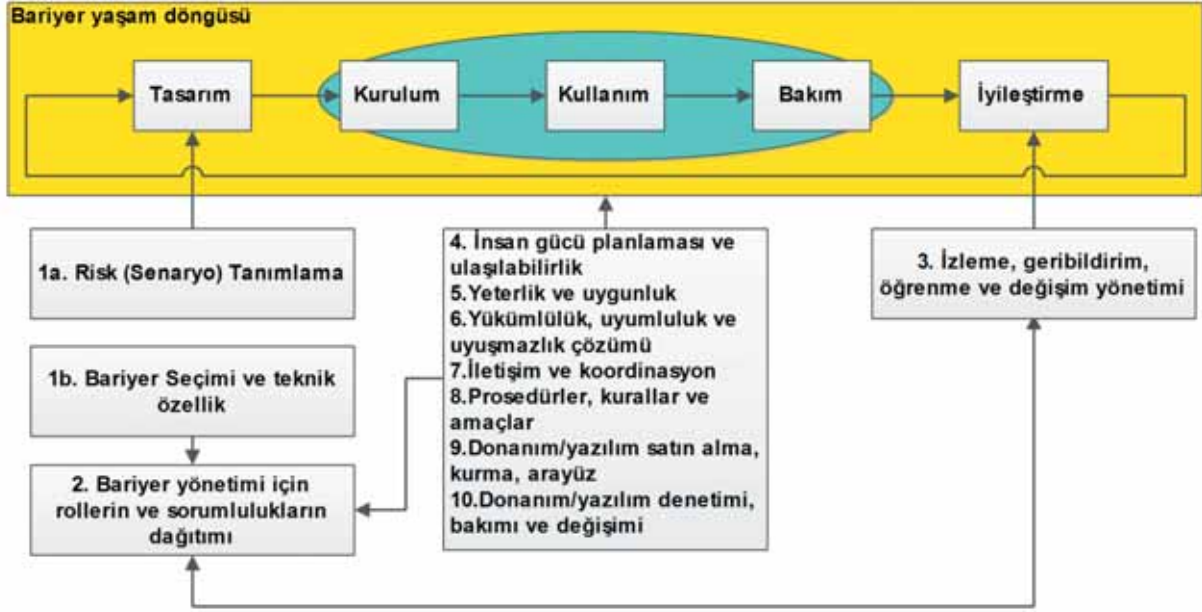 Bariyer yaşam döngüsü
Tasarım
Kurulum
Kullanım
Bakım
İyileştirme
1a. Risk (Senaryo) Tanımlama
1b. Bariyer Seçimi ve teknik
özellik
2. Bariyer yönetimi için
rollerin ve sorumlulukların
dağıtımı
4. İnsan gücü planlaması ve
ulaşılabilirlik
5.Yeterlik ve uygunluk
6.Yükümlülük, uyumluluk ve
uyuşmazlık çözümü
7.İletişim ve koordinasyon
8.Prosedürler, kurallar ve
amaçlar
9.Donanım/yazılım satın alma,
kurma, arayüz
10.Donanım/yazılım denetimi,
bakımı ve değişimi
3. İzleme, geribildirim,
öğrenme ve değişim yönetimi